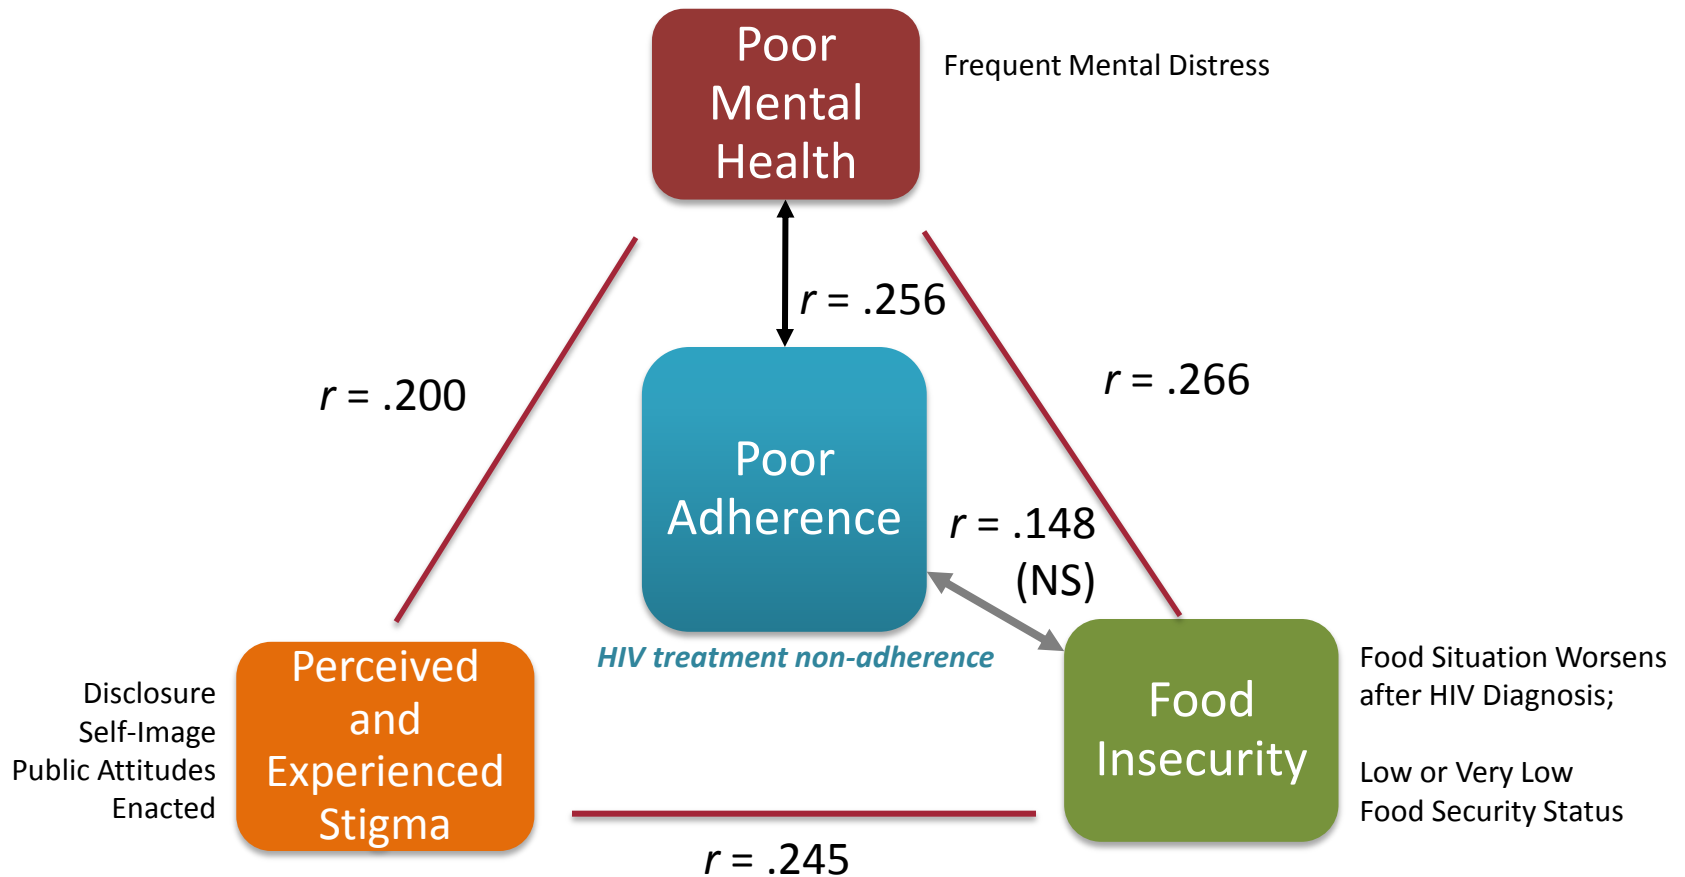 Poor
Mental
Health
Frequent Mental Distress
r = .256
r = .200
r = .266
Poor
Adherence
r = .148
(NS)
HIV treatment non-adherence
Disclosure
Self-Image
Public Attitudes
Enacted
Perceived
and
Experienced
Stigma
Food
Insecurity
Food Situation Worsens
after HIV Diagnosis;
Low or Very Low
Food Security Status
r = .245